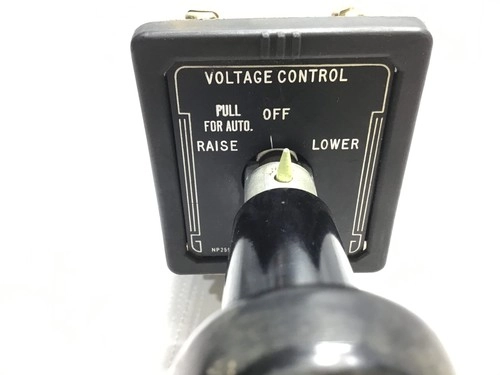 VOLTAGE CONTROL
PULL
FOR AUTO.
OFF
RAISE
LOWER